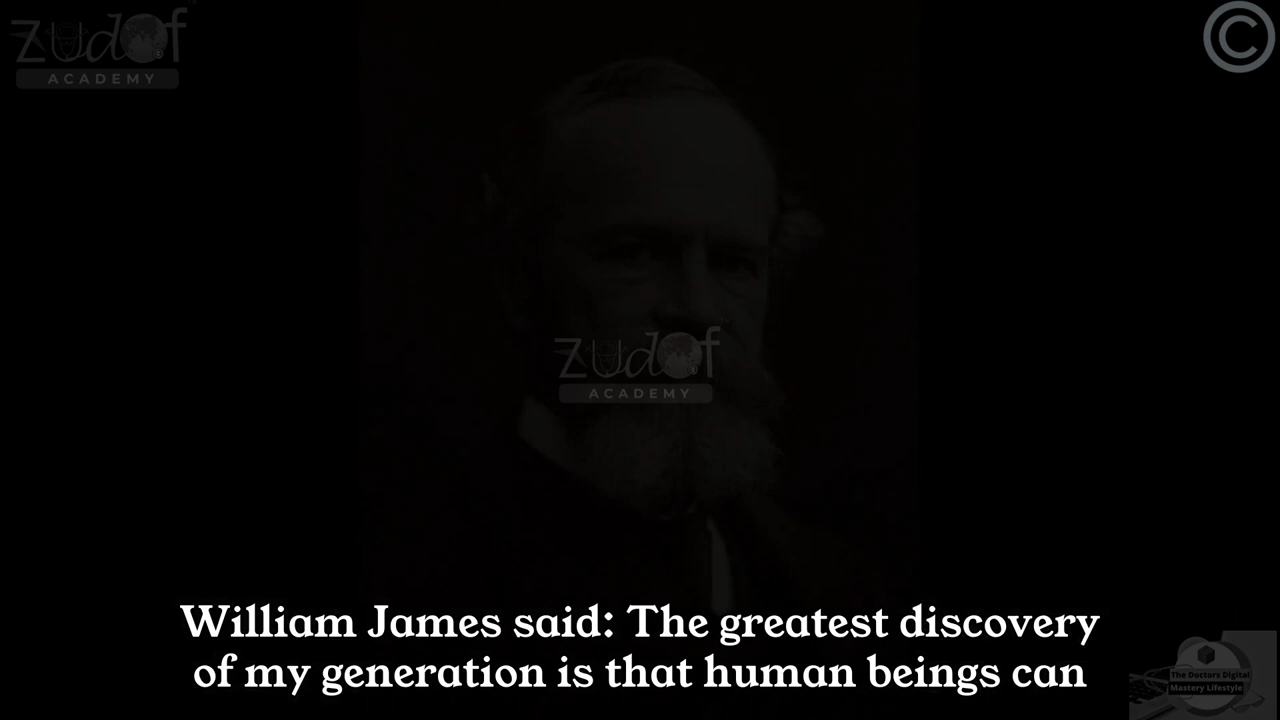 zudof
ACADEMY
©
zudof
ACADEMY
William James said: The greatest discovery
of my generation is that human beings can
The Doctors Digital
Mastery Lifestyle